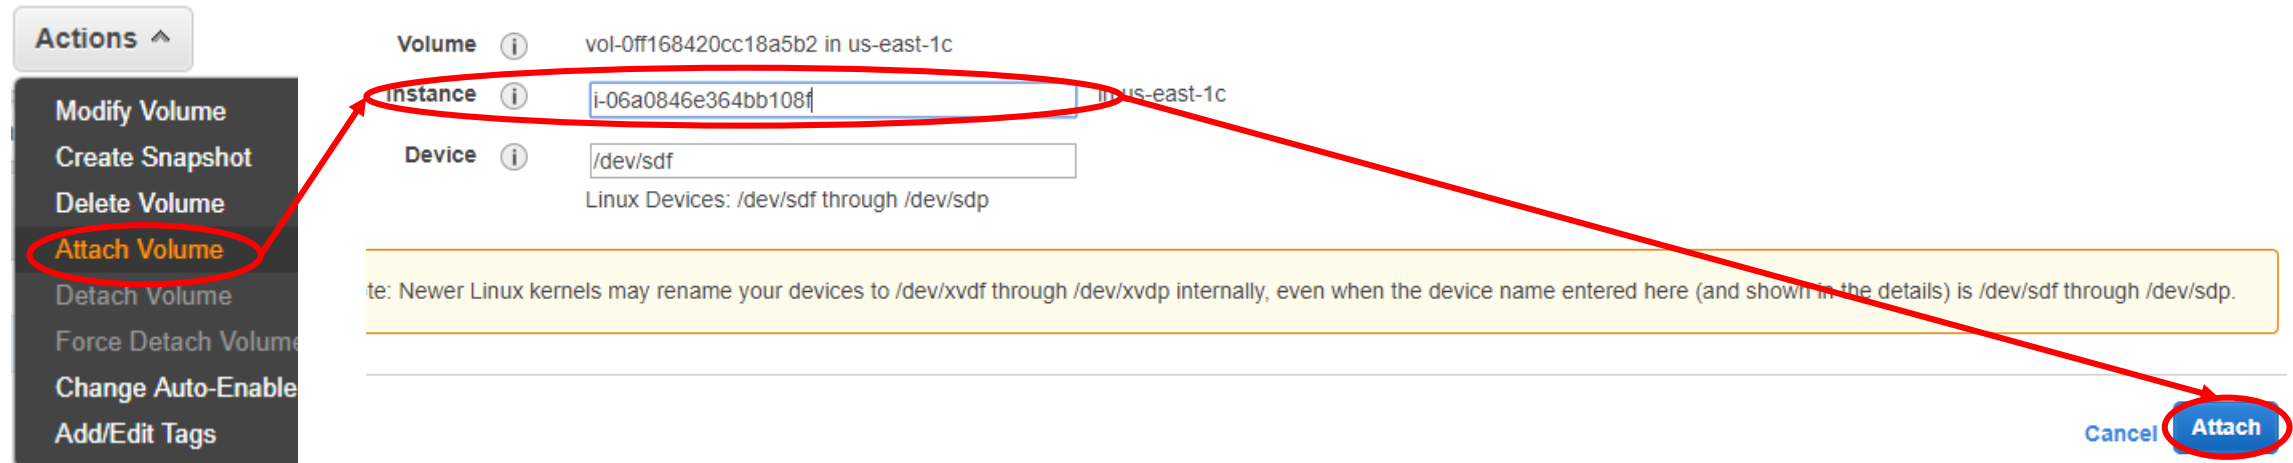 Actions
Modify Volume
Create Snapshot
Delete Volume
Attach Volume
Detach Volume
Force Detach Volume
Change Auto-Enable
Add/Edit Tags
Volume i vol-0ff168420cc18a5b2 in us-east-1c
Instance i i-06a0846e364bb108f in us-east-1c
Device i /dev/sdf
Linux Devices: /dev/sdf through /dev/sdp
te: Newer Linux kernels may rename your devices to /dev/xvdf through /dev/xvdp internally, even when the device name entered here (and shown in the details) is /dev/sdf through /dev/sdp.
Cancel Attach